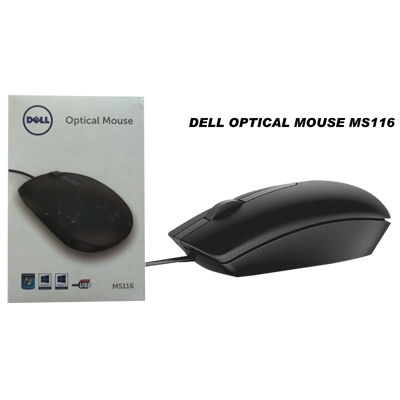 DELL
Optical Mouse
DELL OPTICAL MOUSE MS116
USB
MS116